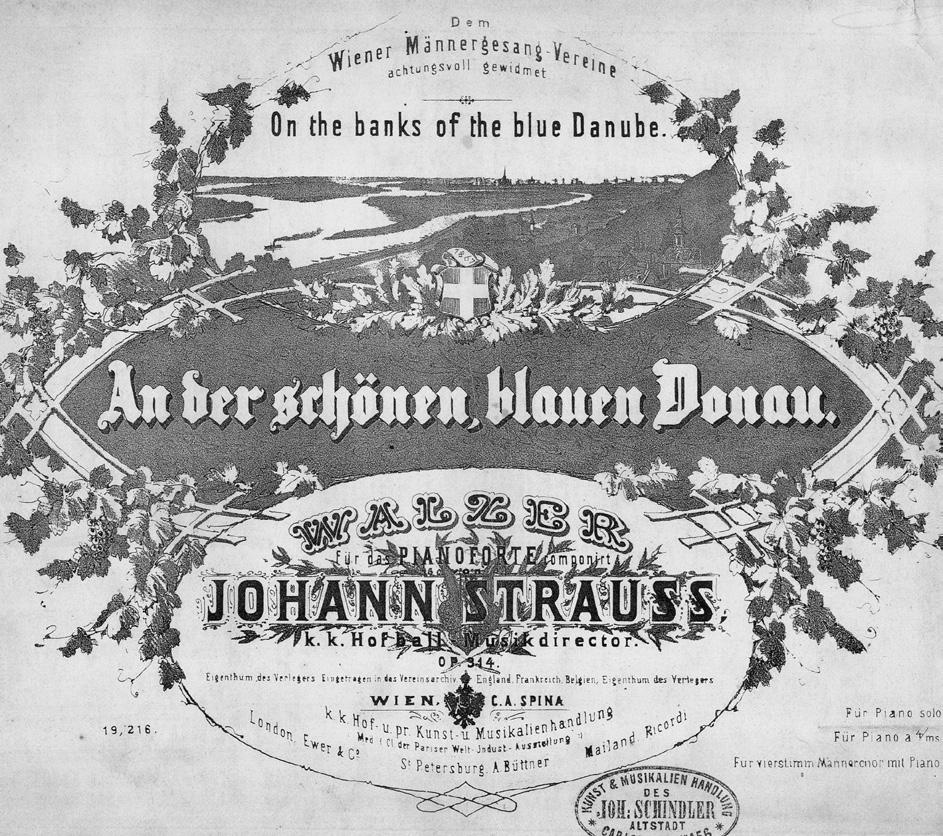 Dem
Wiener Männergesang-Vereine
achtungsvoll gewidmet
On the banks of the blue Danube.
An der schönen, blauen Donau.
WALZER
für das PIANOFORTE componirt
von
JOHANN STRAUSS,
k. k. Hofball-Musikdirector.
OP 314.
Eigenthum des Verlegers Eingetragen in das Vereinsarchiv. England, Frankreich, Belgien, Eigenthum des Verlegers
WIEN, C. A. SPINA
k. k. Hof- u. pr. Kunst- u. Musikalienhandlung
Med. Cl. der Pariser Welt-Indust-Ausstellung
London, Ewer & Co. Mailand, Ricordi
St Petersburg, A. Büttner
19,216.
Für Piano solo
Für Piano à 4/ms
Für vierstimm. Männerchor mit Piano
KUNST & MUSIKALIEN HANDLUNG
DES
JOH: SCHINDLER
ALTSTADT